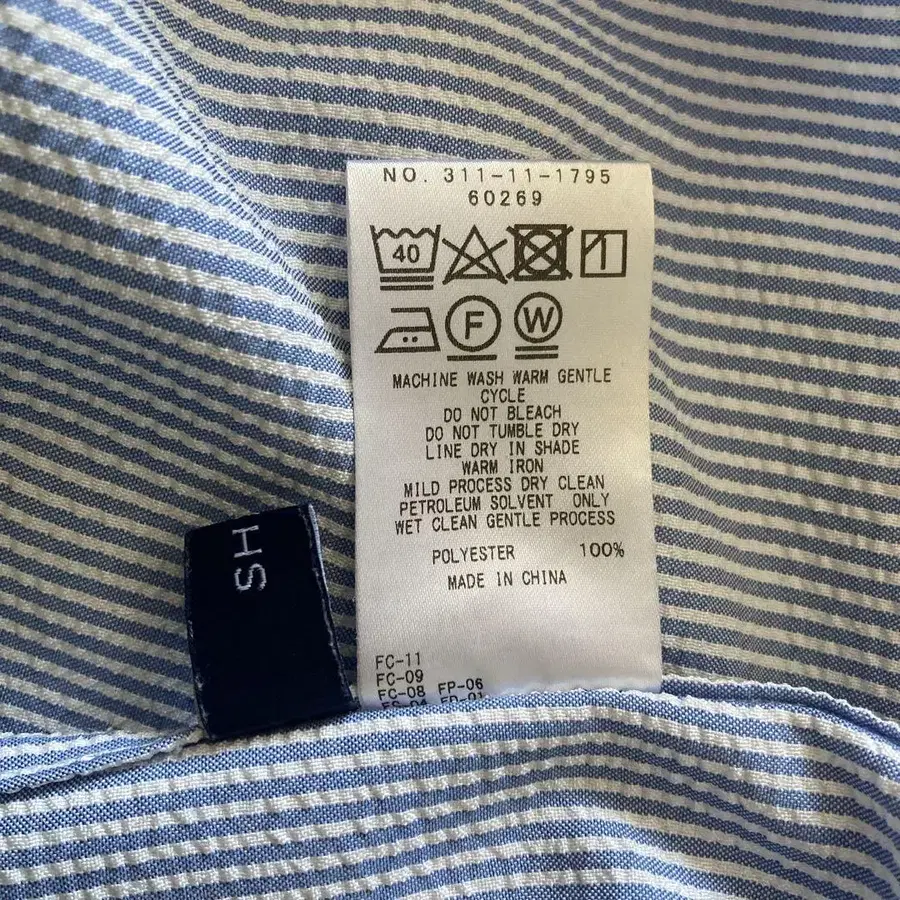 NO. 311-11-1795
60269
40
F W
MACHINE WASH WARM GENTLE
CYCLE
DO NOT BLEACH
DO NOT TUMBLE DRY
LINE DRY IN SHADE
WARM IRON
MILD PROCESS DRY CLEAN
PETROLEUM SOLVENT ONLY
WET CLEAN GENTLE PROCESS
POLYESTER 100%
MADE IN CHINA
FC-11
FC-09
FC-08 FP-06
SH